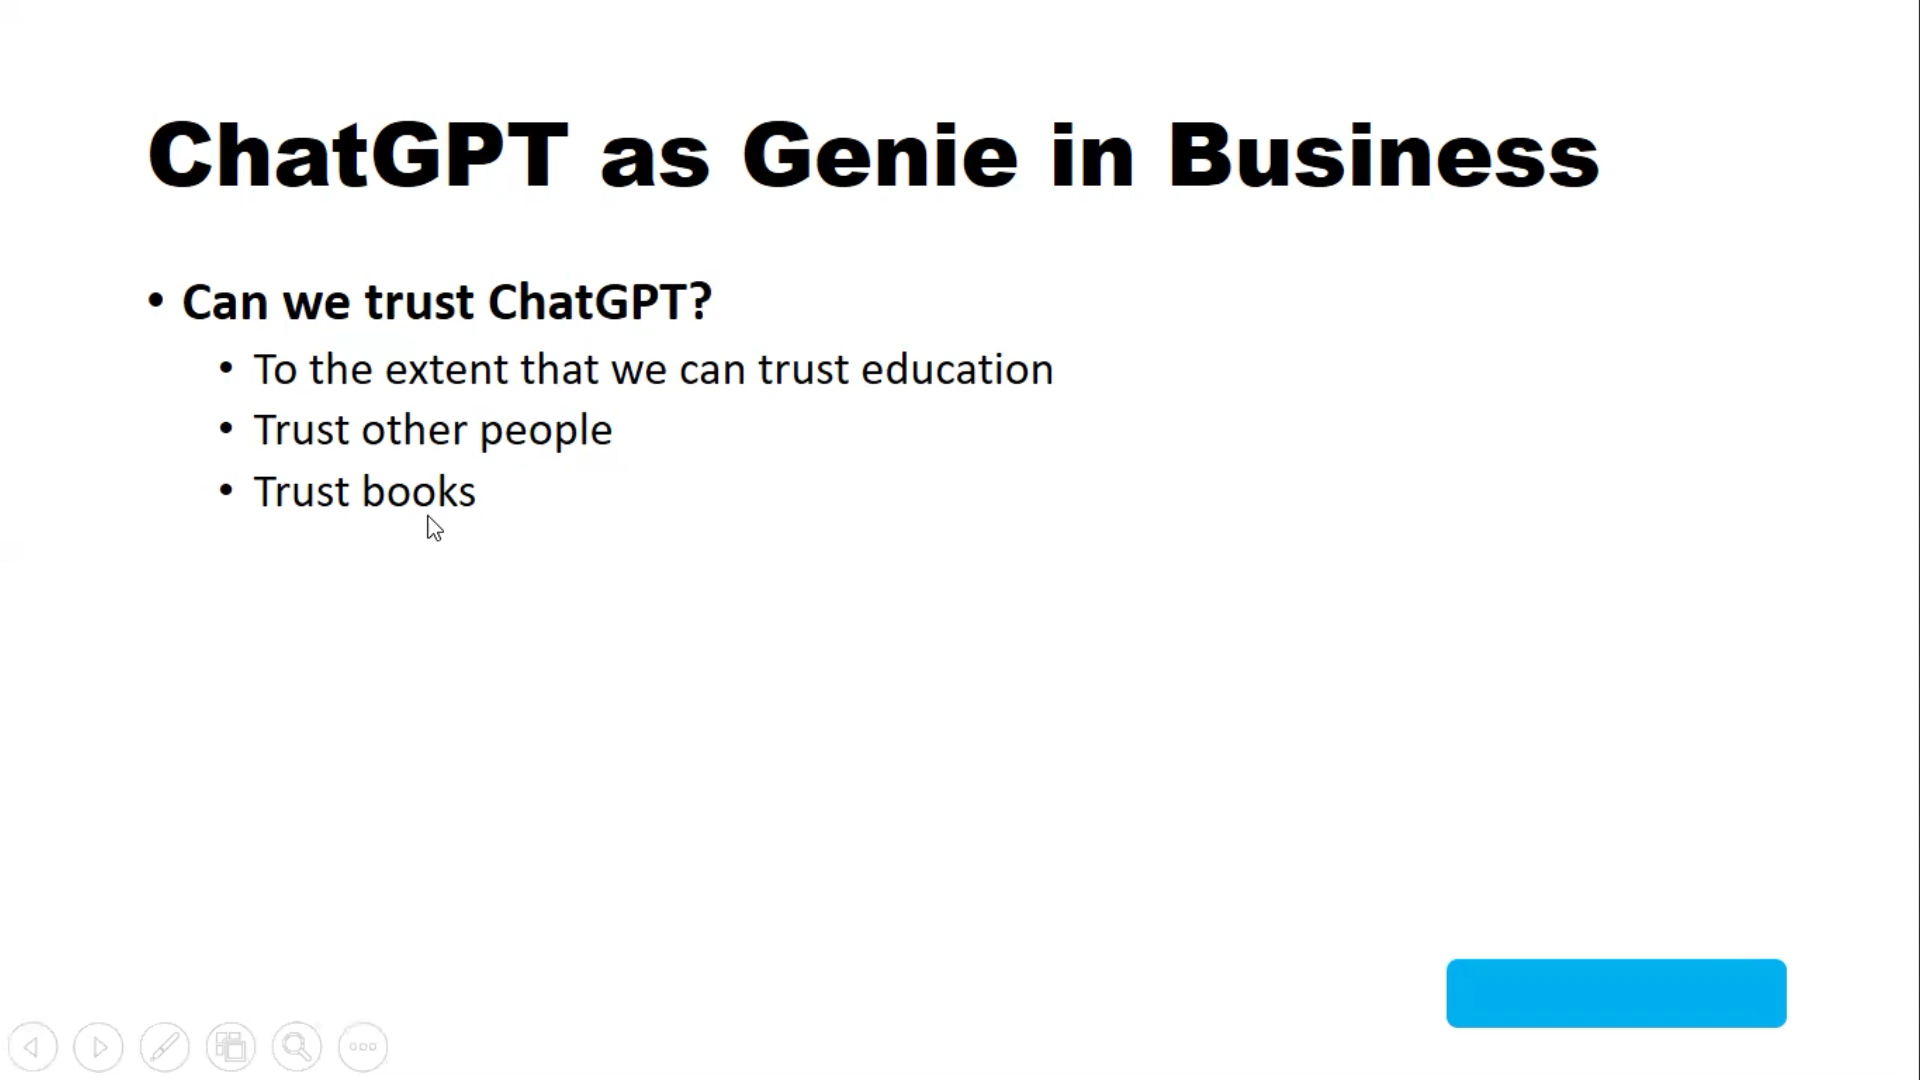 ChatGPT as Genie in Business
• Can we trust ChatGPT?
• To the extent that we can trust education
• Trust other people
• Trust books